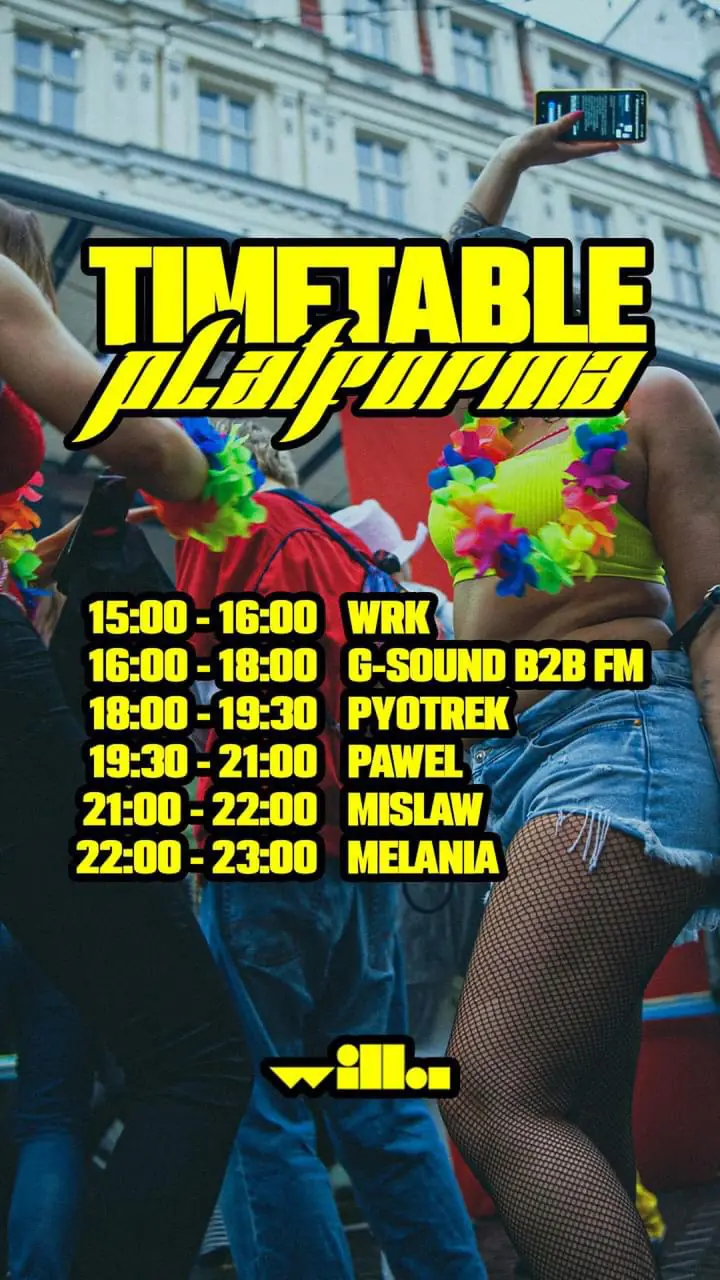 TIMETABLE
platforma
15:00 - 16:00 WRK
16:00 - 18:00 G-SOUND B2B FM
18:00 - 19:30 PYOTREK
19:30 - 21:00 PAWEL
21:00 - 22:00 MISLAW
22:00 - 23:00 MELANIA
willa